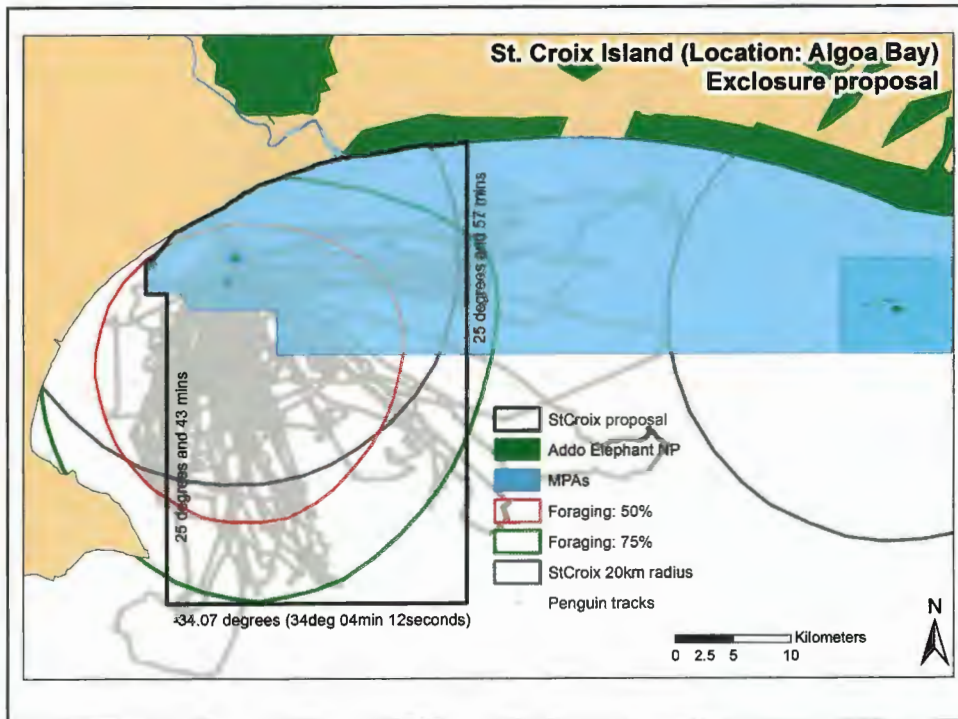 St. Croix Island (Location: Algoa Bay)
Exclosure proposal
25 degrees and 57 mins
25 degrees and 43 mins
StCroix proposal
Addo Elephant NP
MPAs
Foraging: 50%
Foraging: 75%
StCroix 20km radius
Penguin tracks
-34.07 degrees (34deg 04min 12seconds)
N
Kilometers
0 2.5 5 10